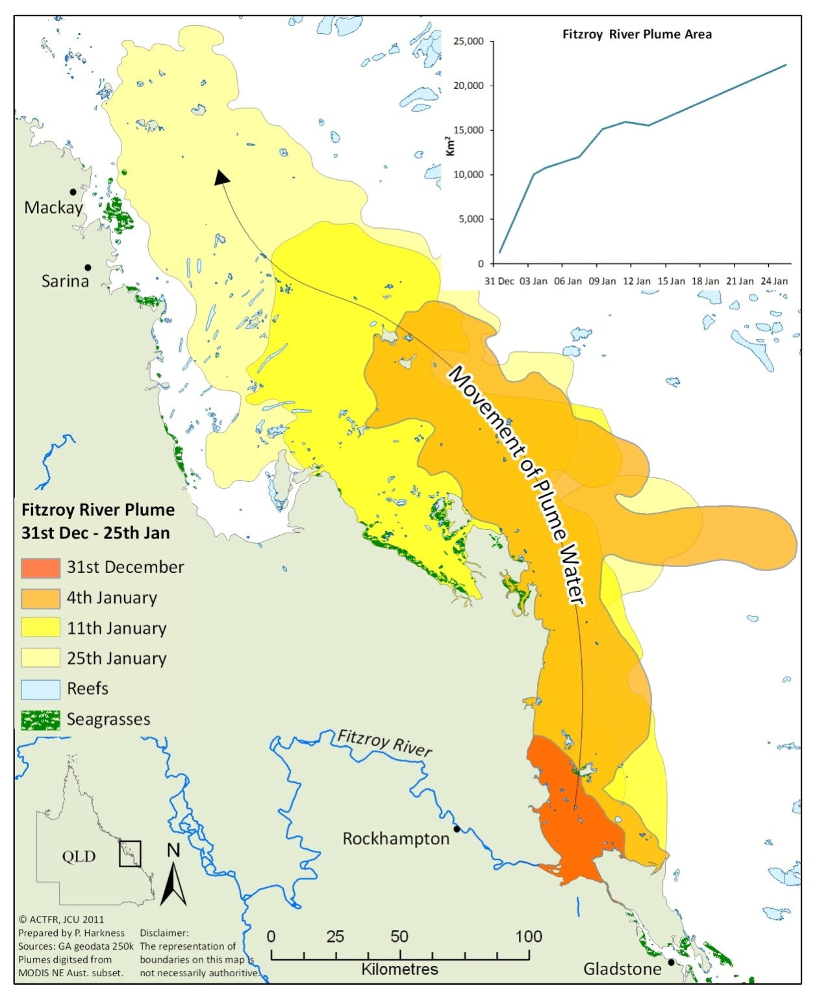 Fitzroy River Plume Area
25,000
20,000
15,000
10,000
5,000
0
Km²
31 Dec 03 Jan 06 Jan 09 Jan 12 Jan 15 Jan 18 Jan 21 Jan 24 Jan
Mackay
Sarina
Movement of Plume Water
Fitzroy River Plume
31st Dec - 25th Jan
31st December
4th January
11th January
25th January
Reefs
Seagrasses
Fitzroy River
Rockhampton
QLD
N
© ACTFR, JCU 2011
Prepared by P. Harkness
Sources: GA geodata 250k
Plumes digitsed from
MODIS NE Aust. subset.
Disclaimer:
The representation of
boundaries on this map is
not necessarily authoritive.
0 25 50 100
Kilometres
Gladstone